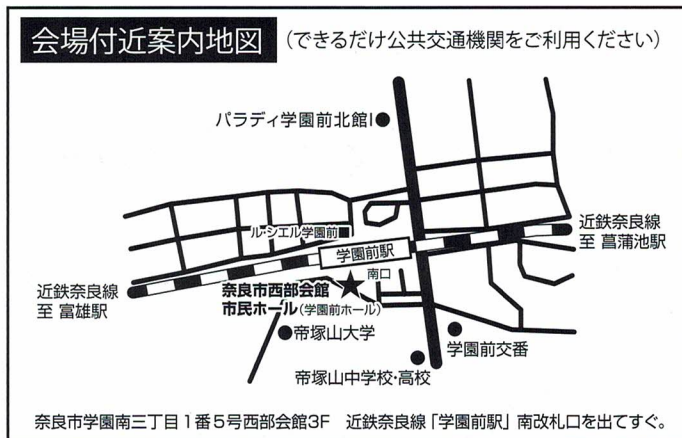 会場付近案内地図 (できるだけ公共交通機関をご利用ください)
パラディ学園前北館I
ル・シエル学園前
学園前駅
南口
近鉄奈良線
至 菖蒲池駅
近鉄奈良線
至 富雄駅
奈良市西部会館
市民ホール(学園前ホール)
帝塚山大学
学園前交番
帝塚山中学校・高校
奈良市学園南三丁目1番5号西部会館3F 近鉄奈良線「学園前駅」南改札口を出てすぐ。